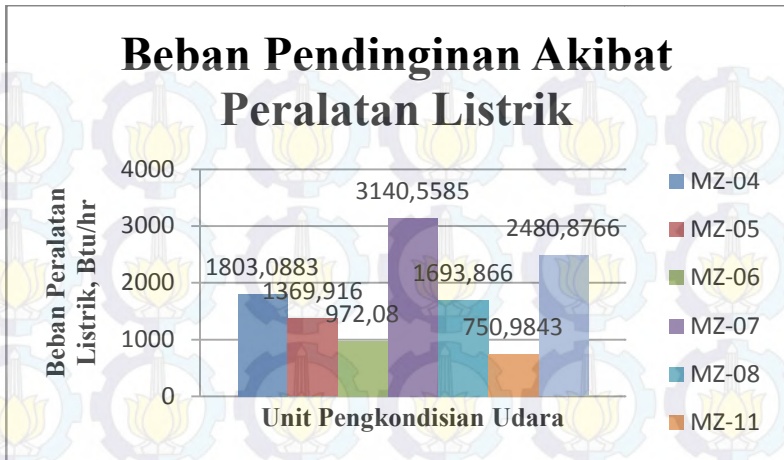 Beban Pendinginan Akibat
Peralatan Listrik
Beban Peralatan
Listrik, Btu/hr
4000
3000
2000
1000
0
1803,0883
1369,916
972,08
3140,5585
1693,866
750,9843
2480,8766
Unit Pengkondisian Udara
MZ-04
MZ-05
MZ-06
MZ-07
MZ-08
MZ-11